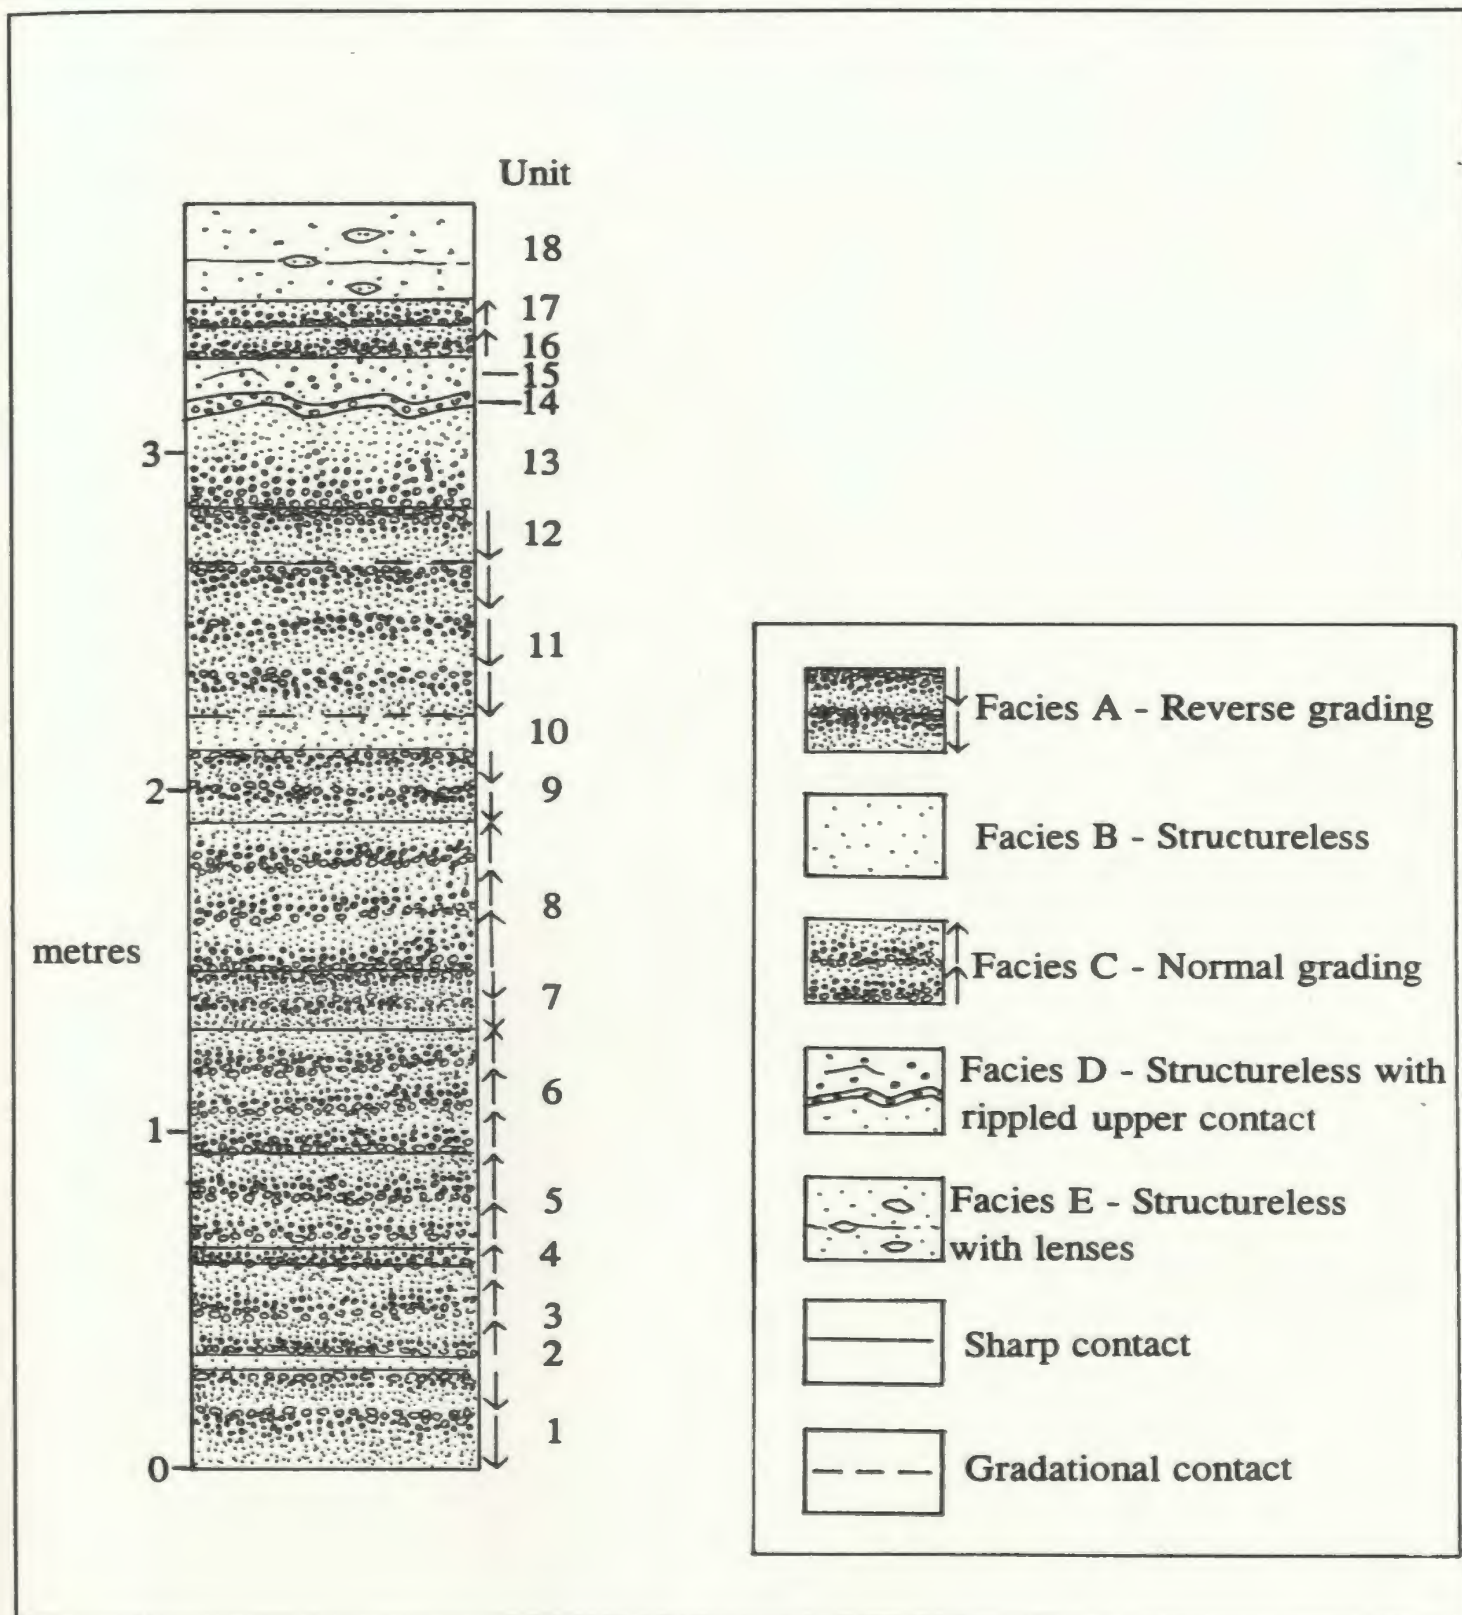 Unit
18
17
16
15
14
3
13
12
11
10
2
9
8
metres
7
6
1
5
4
3
2
1
0
Facies A - Reverse grading
Facies B - Structureless
Facies C - Normal grading
Facies D - Structureless with
rippled upper contact
Facies E - Structureless
with lenses
Sharp contact
Gradational contact